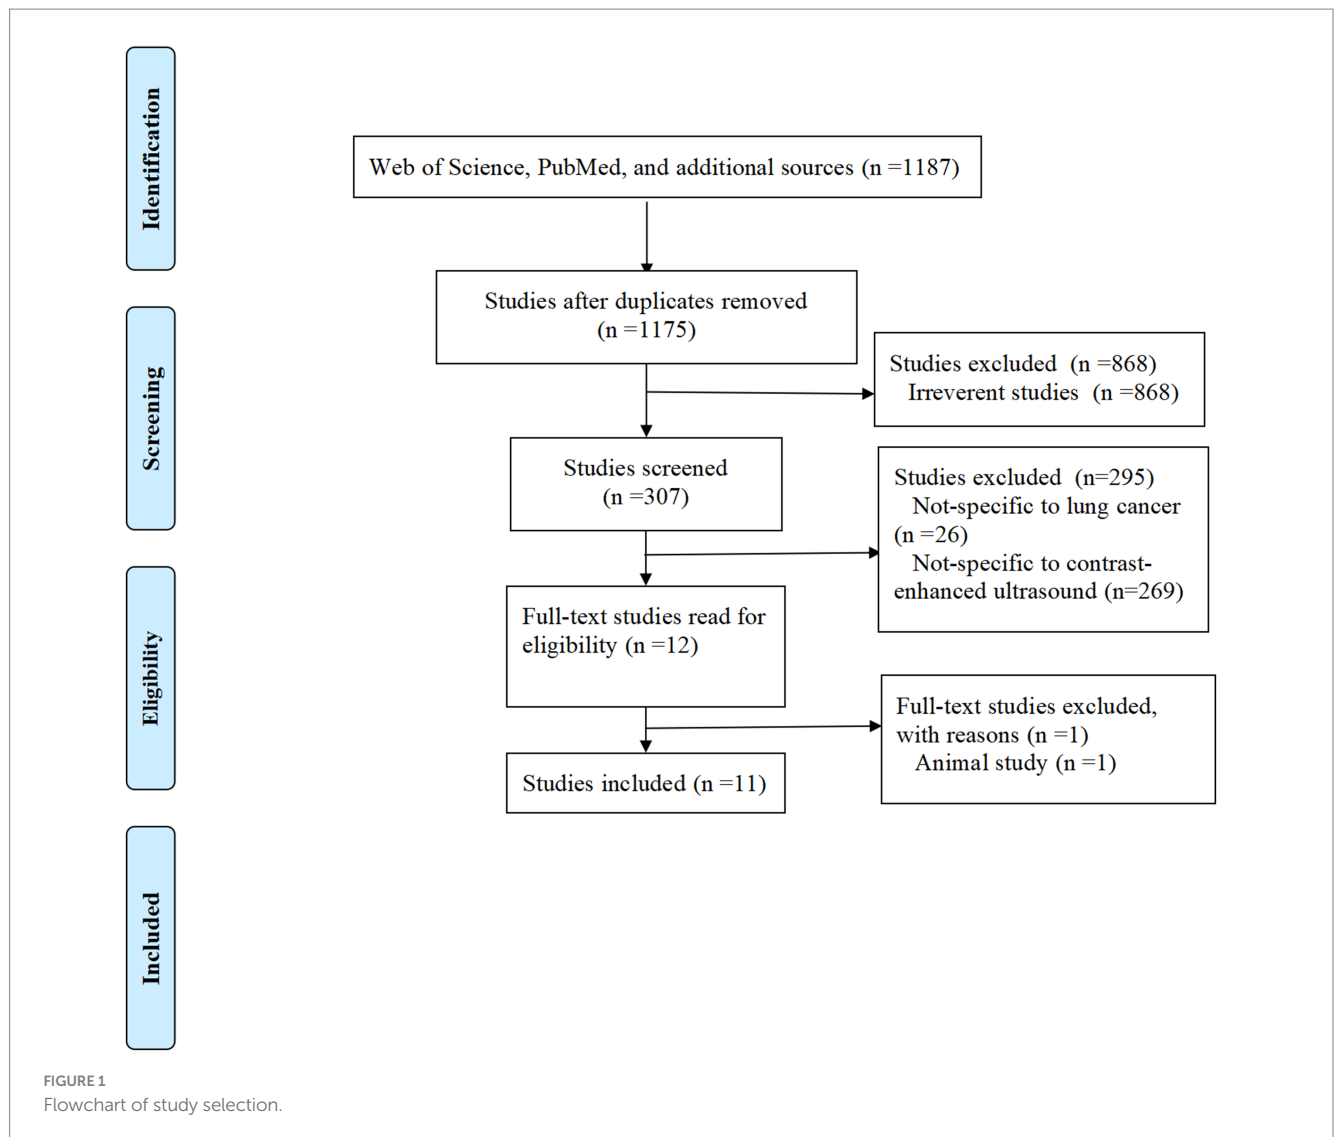 Identification
Web of Science, PubMed, and additional sources (n =1187)
Studies after duplicates removed
(n =1175)
Screening
Studies excluded (n =868)
Irreverent studies (n =868)
Studies screened
(n =307)
Studies excluded (n=295)
Not-specific to lung cancer
(n =26)
Not-specific to contrast-
enhanced ultrasound (n=269)
Eligibility
Full-text studies read for
eligibility (n =12)
Full-text studies excluded,
with reasons (n =1)
Animal study (n =1)
Studies included (n =11)
Included
FIGURE 1
Flowchart of study selection.